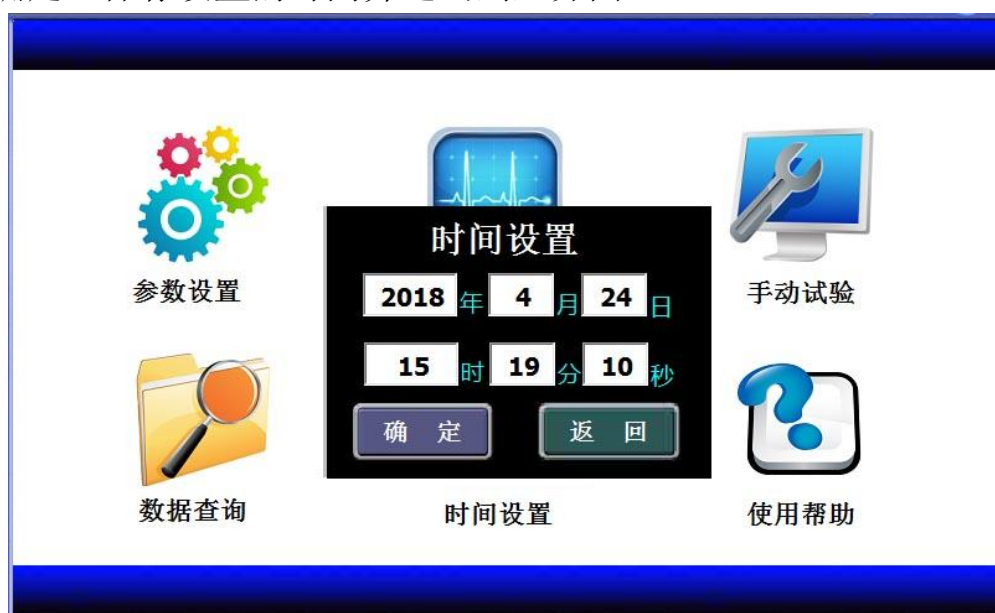 时间设置
参数设置
2018 年 4 月 24 日
手动试验
15 时 19 分 10 秒
确 定
返 回
数据查询
时间设置
使用帮助